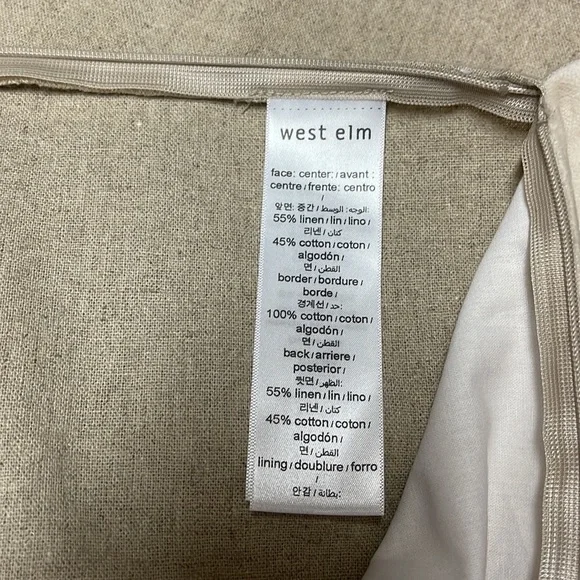 west elm
face: center: / avant :
centre / frente: centro
/
앞면: 중간 / الوجه: الوسط:
55% linen / lin / lino /
리넨 / كتان
45% cotton / coton /
algodón /
면 / القطن
border / bordure /
borde /
경계선 / حد:
100% cotton / coton /
algodón /
면 / القطن
back / arriere /
posterior /
뒷면 / الظهر:
55% linen / lin / lino /
리넨 / كتان
45% cotton / coton /
algodón /
면 / القطن
lining / doublure / forro
/
안감 / بطانة: